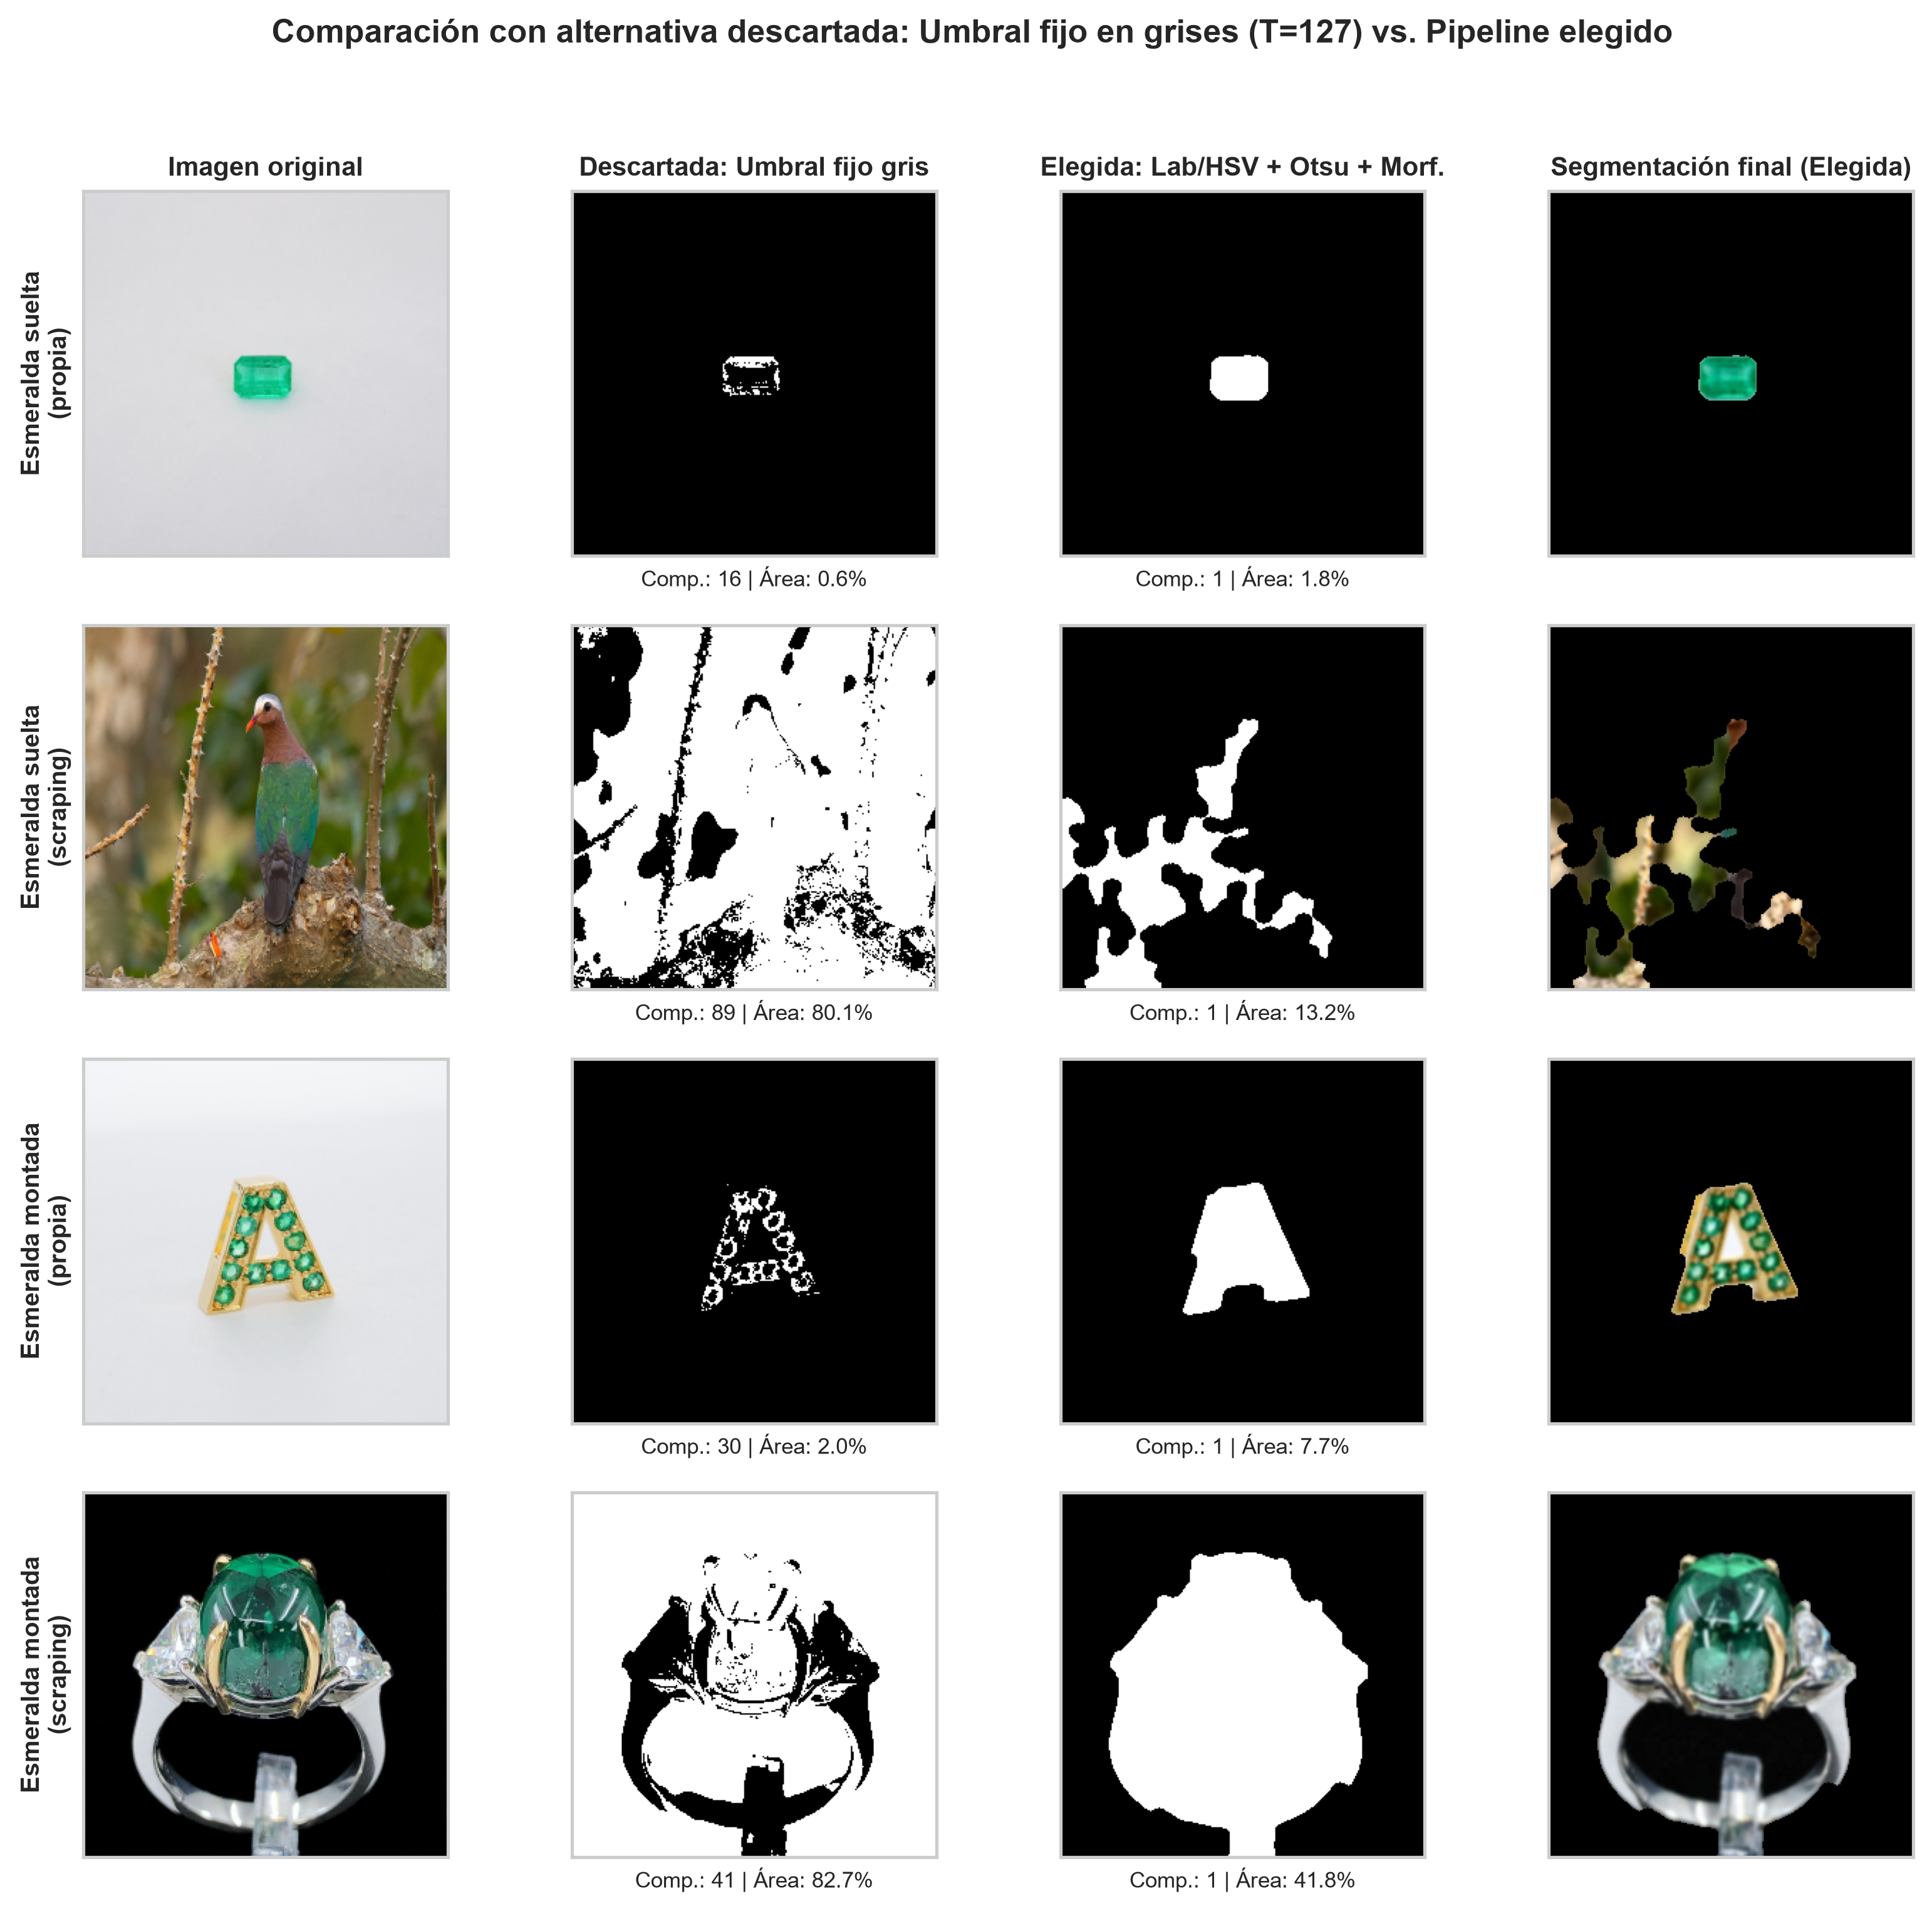 Comparación con alternativa descartada: Umbral fijo en grises (T=127) vs. Pipeline elegido
Imagen original
Descartada: Umbral fijo gris
Elegida: Lab/HSV + Otsu + Morf.
Segmentación final (Elegida)
Esmeralda suelta
(propia)
Comp.: 16 | Área: 0.6%
Comp.: 1 | Área: 1.8%
Esmeralda suelta
(scraping)
Comp.: 89 | Área: 80.1%
Comp.: 1 | Área: 13.2%
Esmeralda montada
(propia)
Comp.: 30 | Área: 2.0%
Comp.: 1 | Área: 7.7%
Esmeralda montada
(scraping)
Comp.: 41 | Área: 82.7%
Comp.: 1 | Área: 41.8%